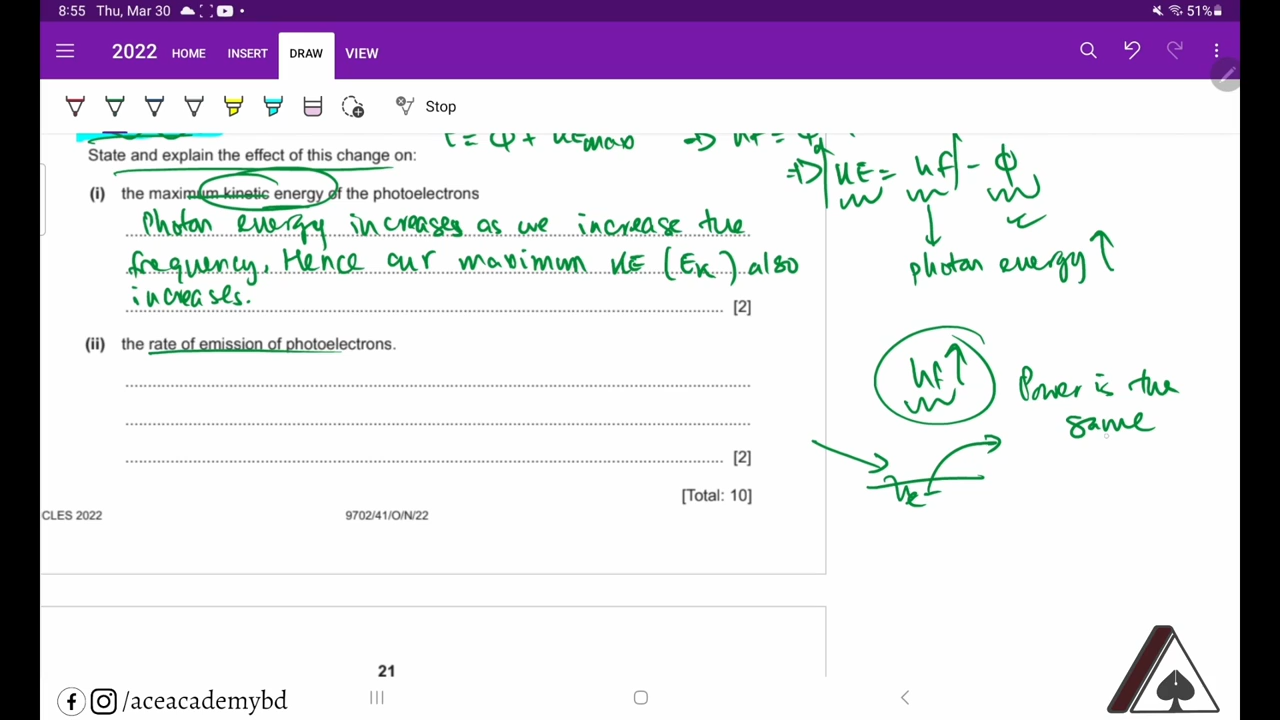 8:55 Thu, Mar 30 51%
2022 HOME INSERT DRAW VIEW
Stop
E = Φ + KEmax => hf = Φ
State and explain the effect of this change on:
=> KE = hf - Φ
(i) the maximum kinetic energy of the photoelectrons
Photon energy increases as we increase the
frequency. Hence our maximum KE (EK) also
increases.
[2]
photon energy ↑
(ii) the rate of emission of photoelectrons.
hf ↑
Power is the
same
[2]
[Total: 10]
CLES 2022 9702/41/O/N/22
21
/aceacademybd